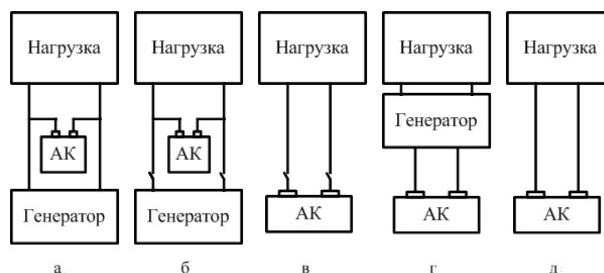 Нагрузка Нагрузка Нагрузка Нагрузка Нагрузка
Генератор
АК АК
Генератор Генератор АК АК АК
а б в г д